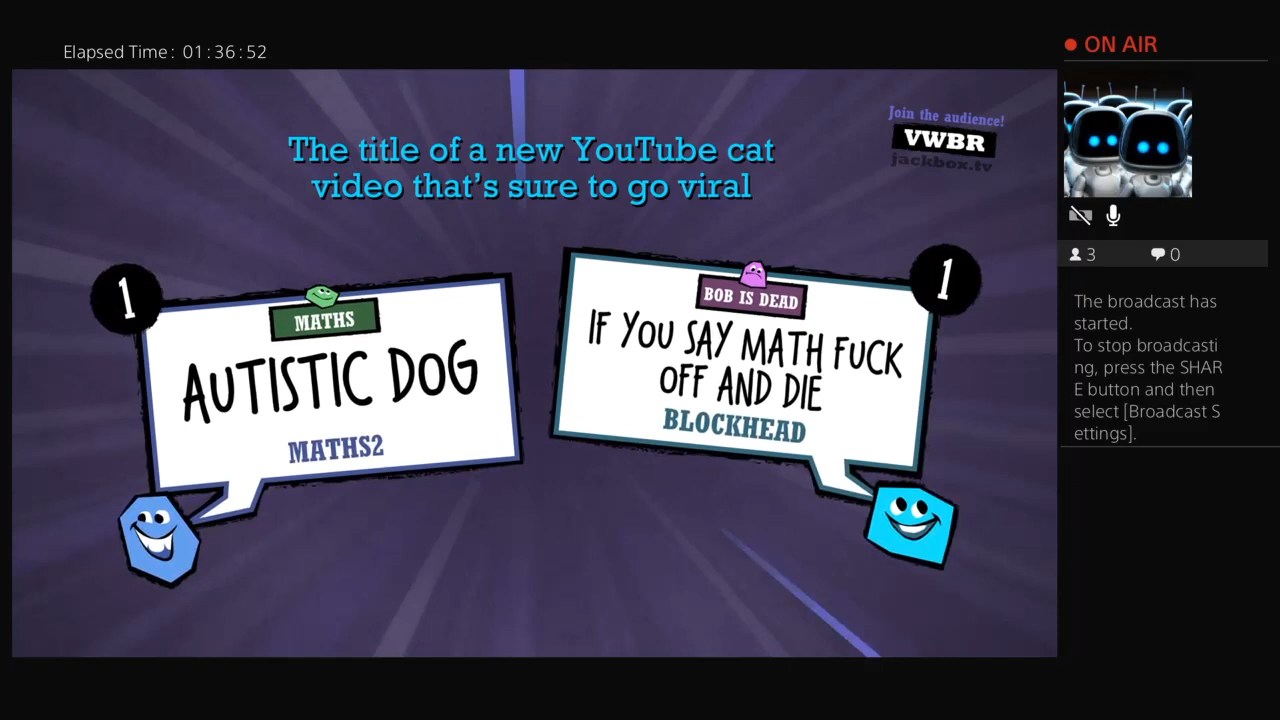 Elapsed Time: 01:36:52
ON AIR
Join the audience!
VWBR
jackbox.tv
The title of a new YouTube cat
video that's sure to go viral
1
MATHS
AUTISTIC DOG
MATHS2
1
BOB IS DEAD
IF YOU SAY MATH FUCK
OFF AND DIE
BLOCKHEAD
3
0
The broadcast has
started.
To stop broadcasti
ng, press the SHAR
E button and then
select [Broadcast S
ettings].